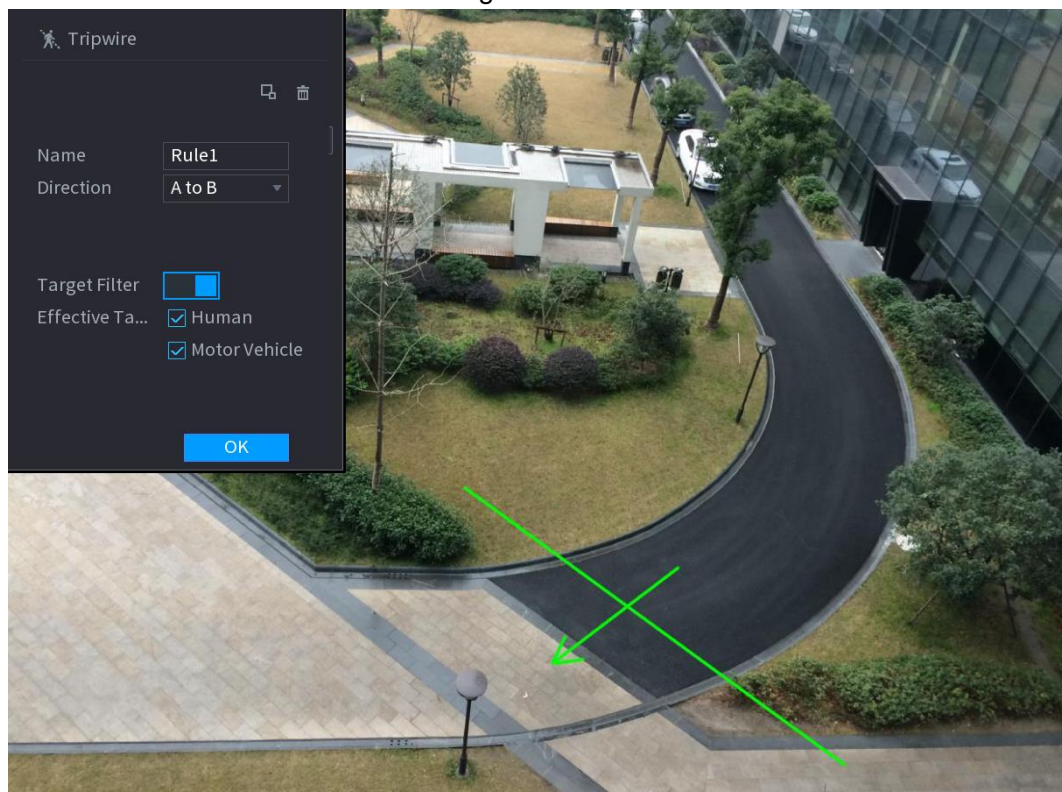 Tripwire
Name Rule1
Direction A to B
Target Filter
Effective Ta... Human
Motor Vehicle
OK